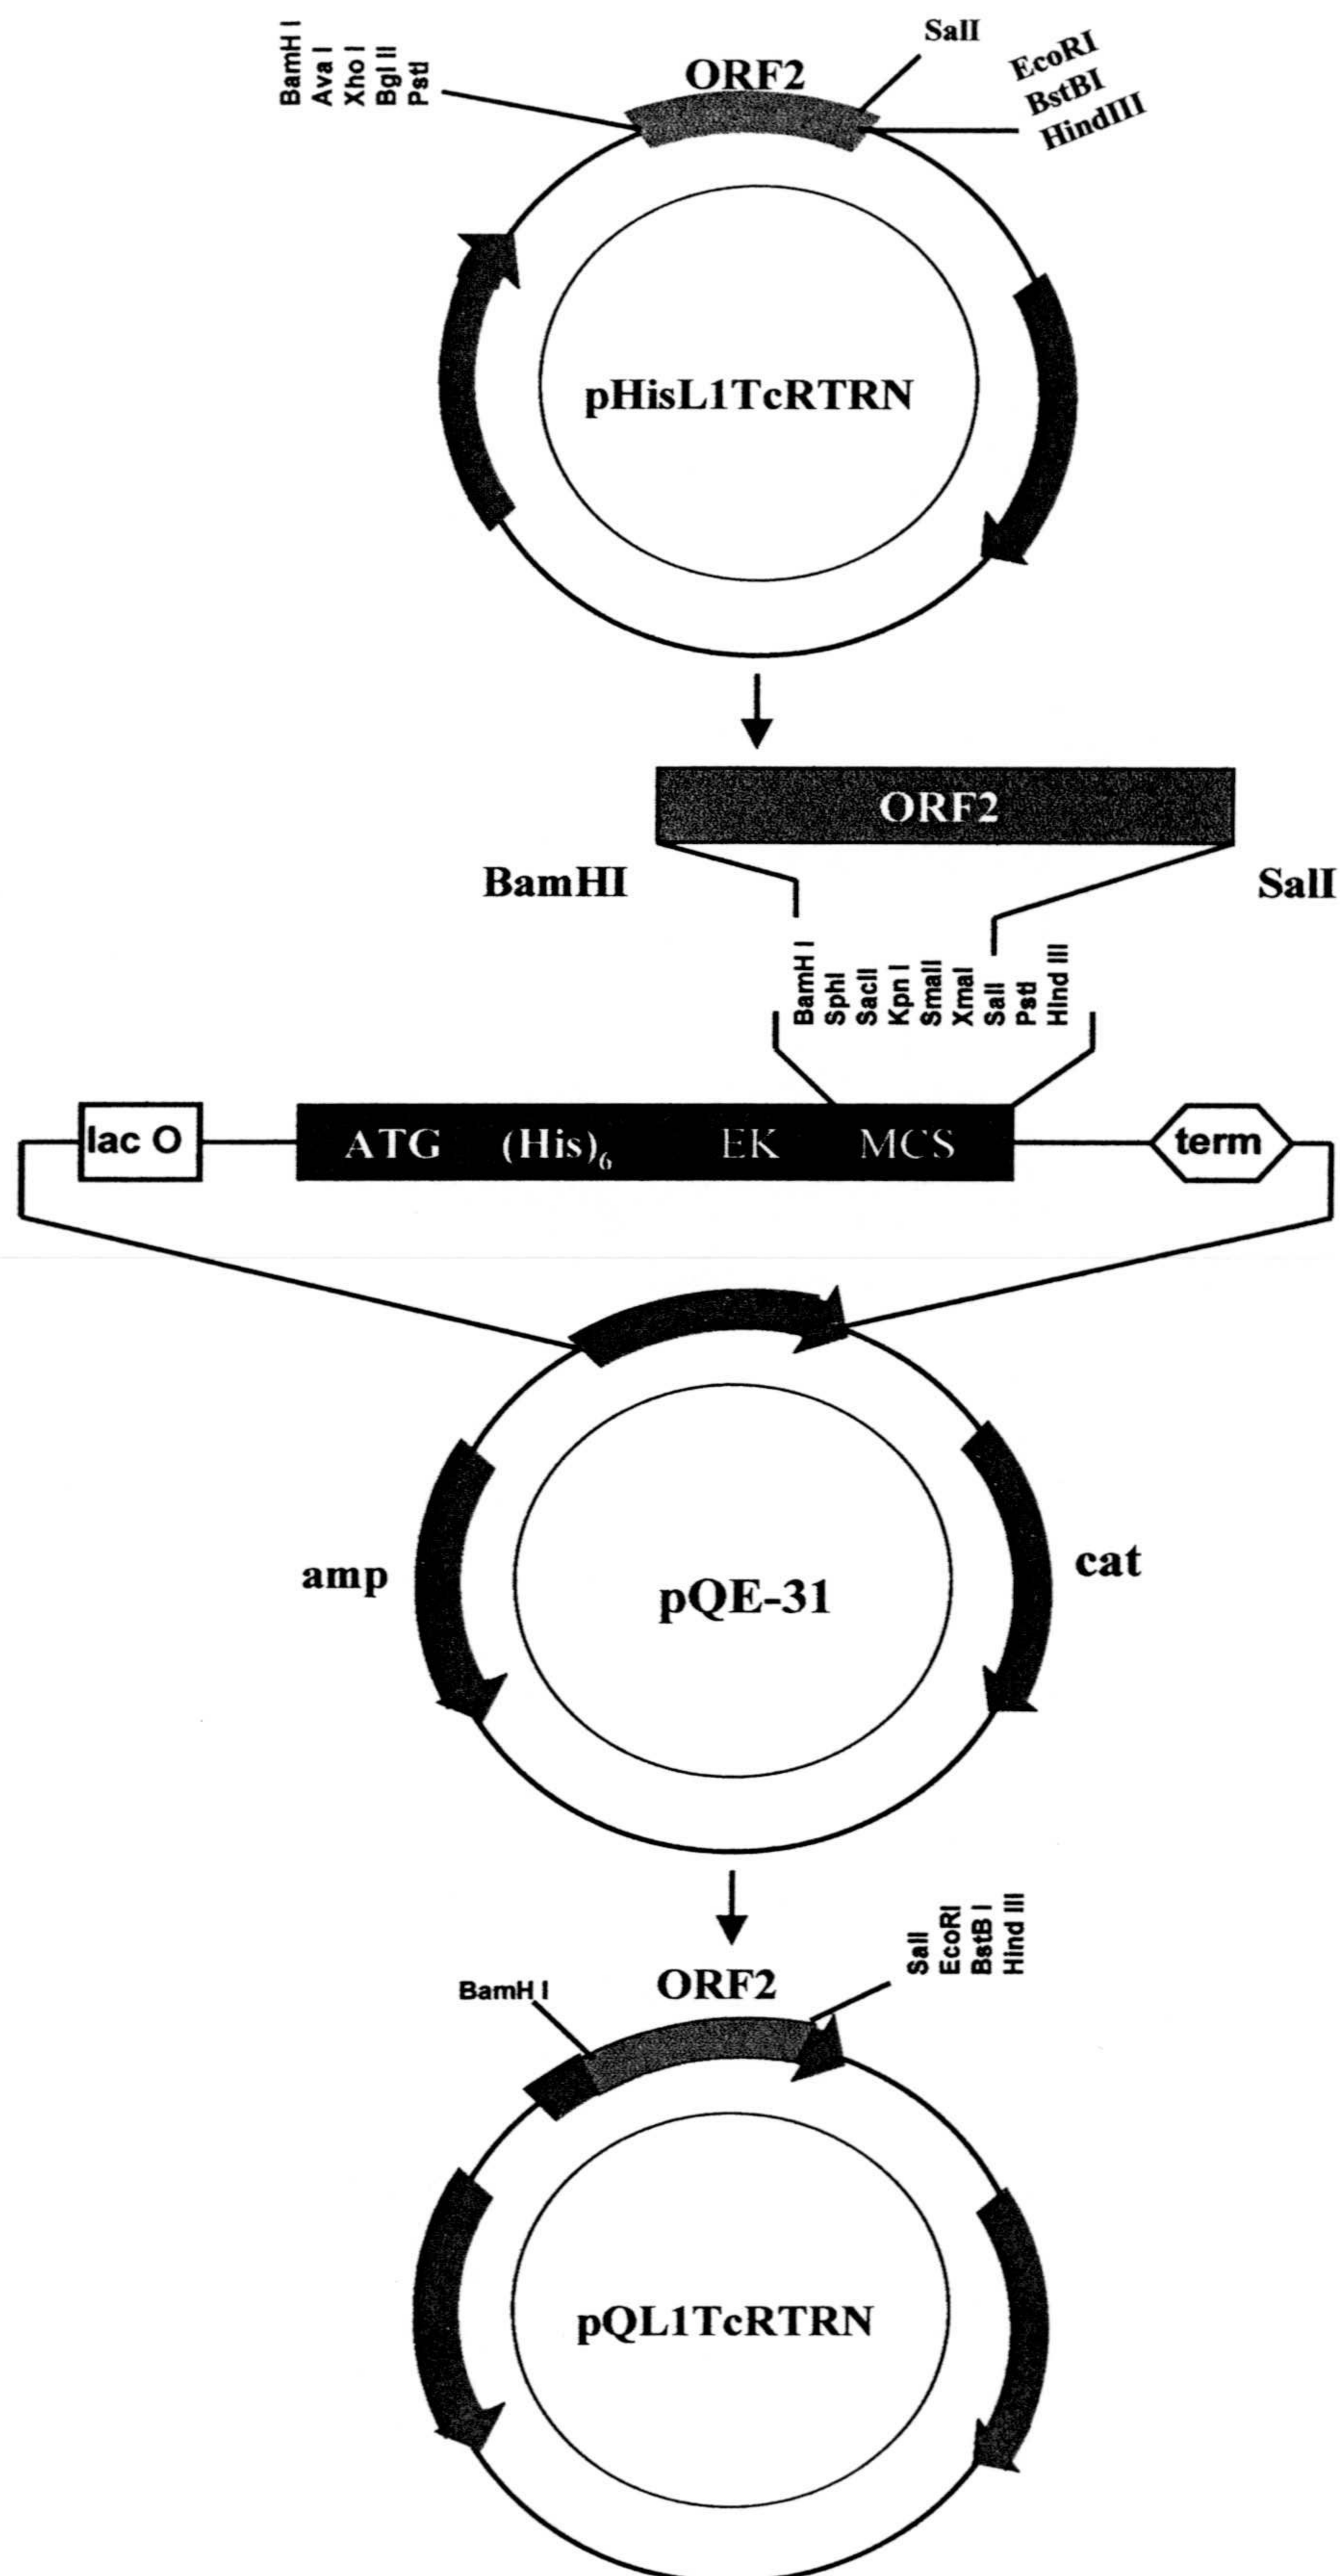 BamH I
Ava I
Xho I
Bgl II
PstI
ORF2
SalI
EcoRI
BstBI
HindIII
pHisL1TcRTRN
ORF2
BamHI
SalI
BamH I
SphI
SacII
Kpn I
SmaII
XmaI
SalI
PstI
HInd III
lac O
ATG (His)6 EK MCS
term
amp
cat
pQE-31
BamH I
ORF2
SalI
EcoRI
BstB I
Hind III
pQL1TcRTRN